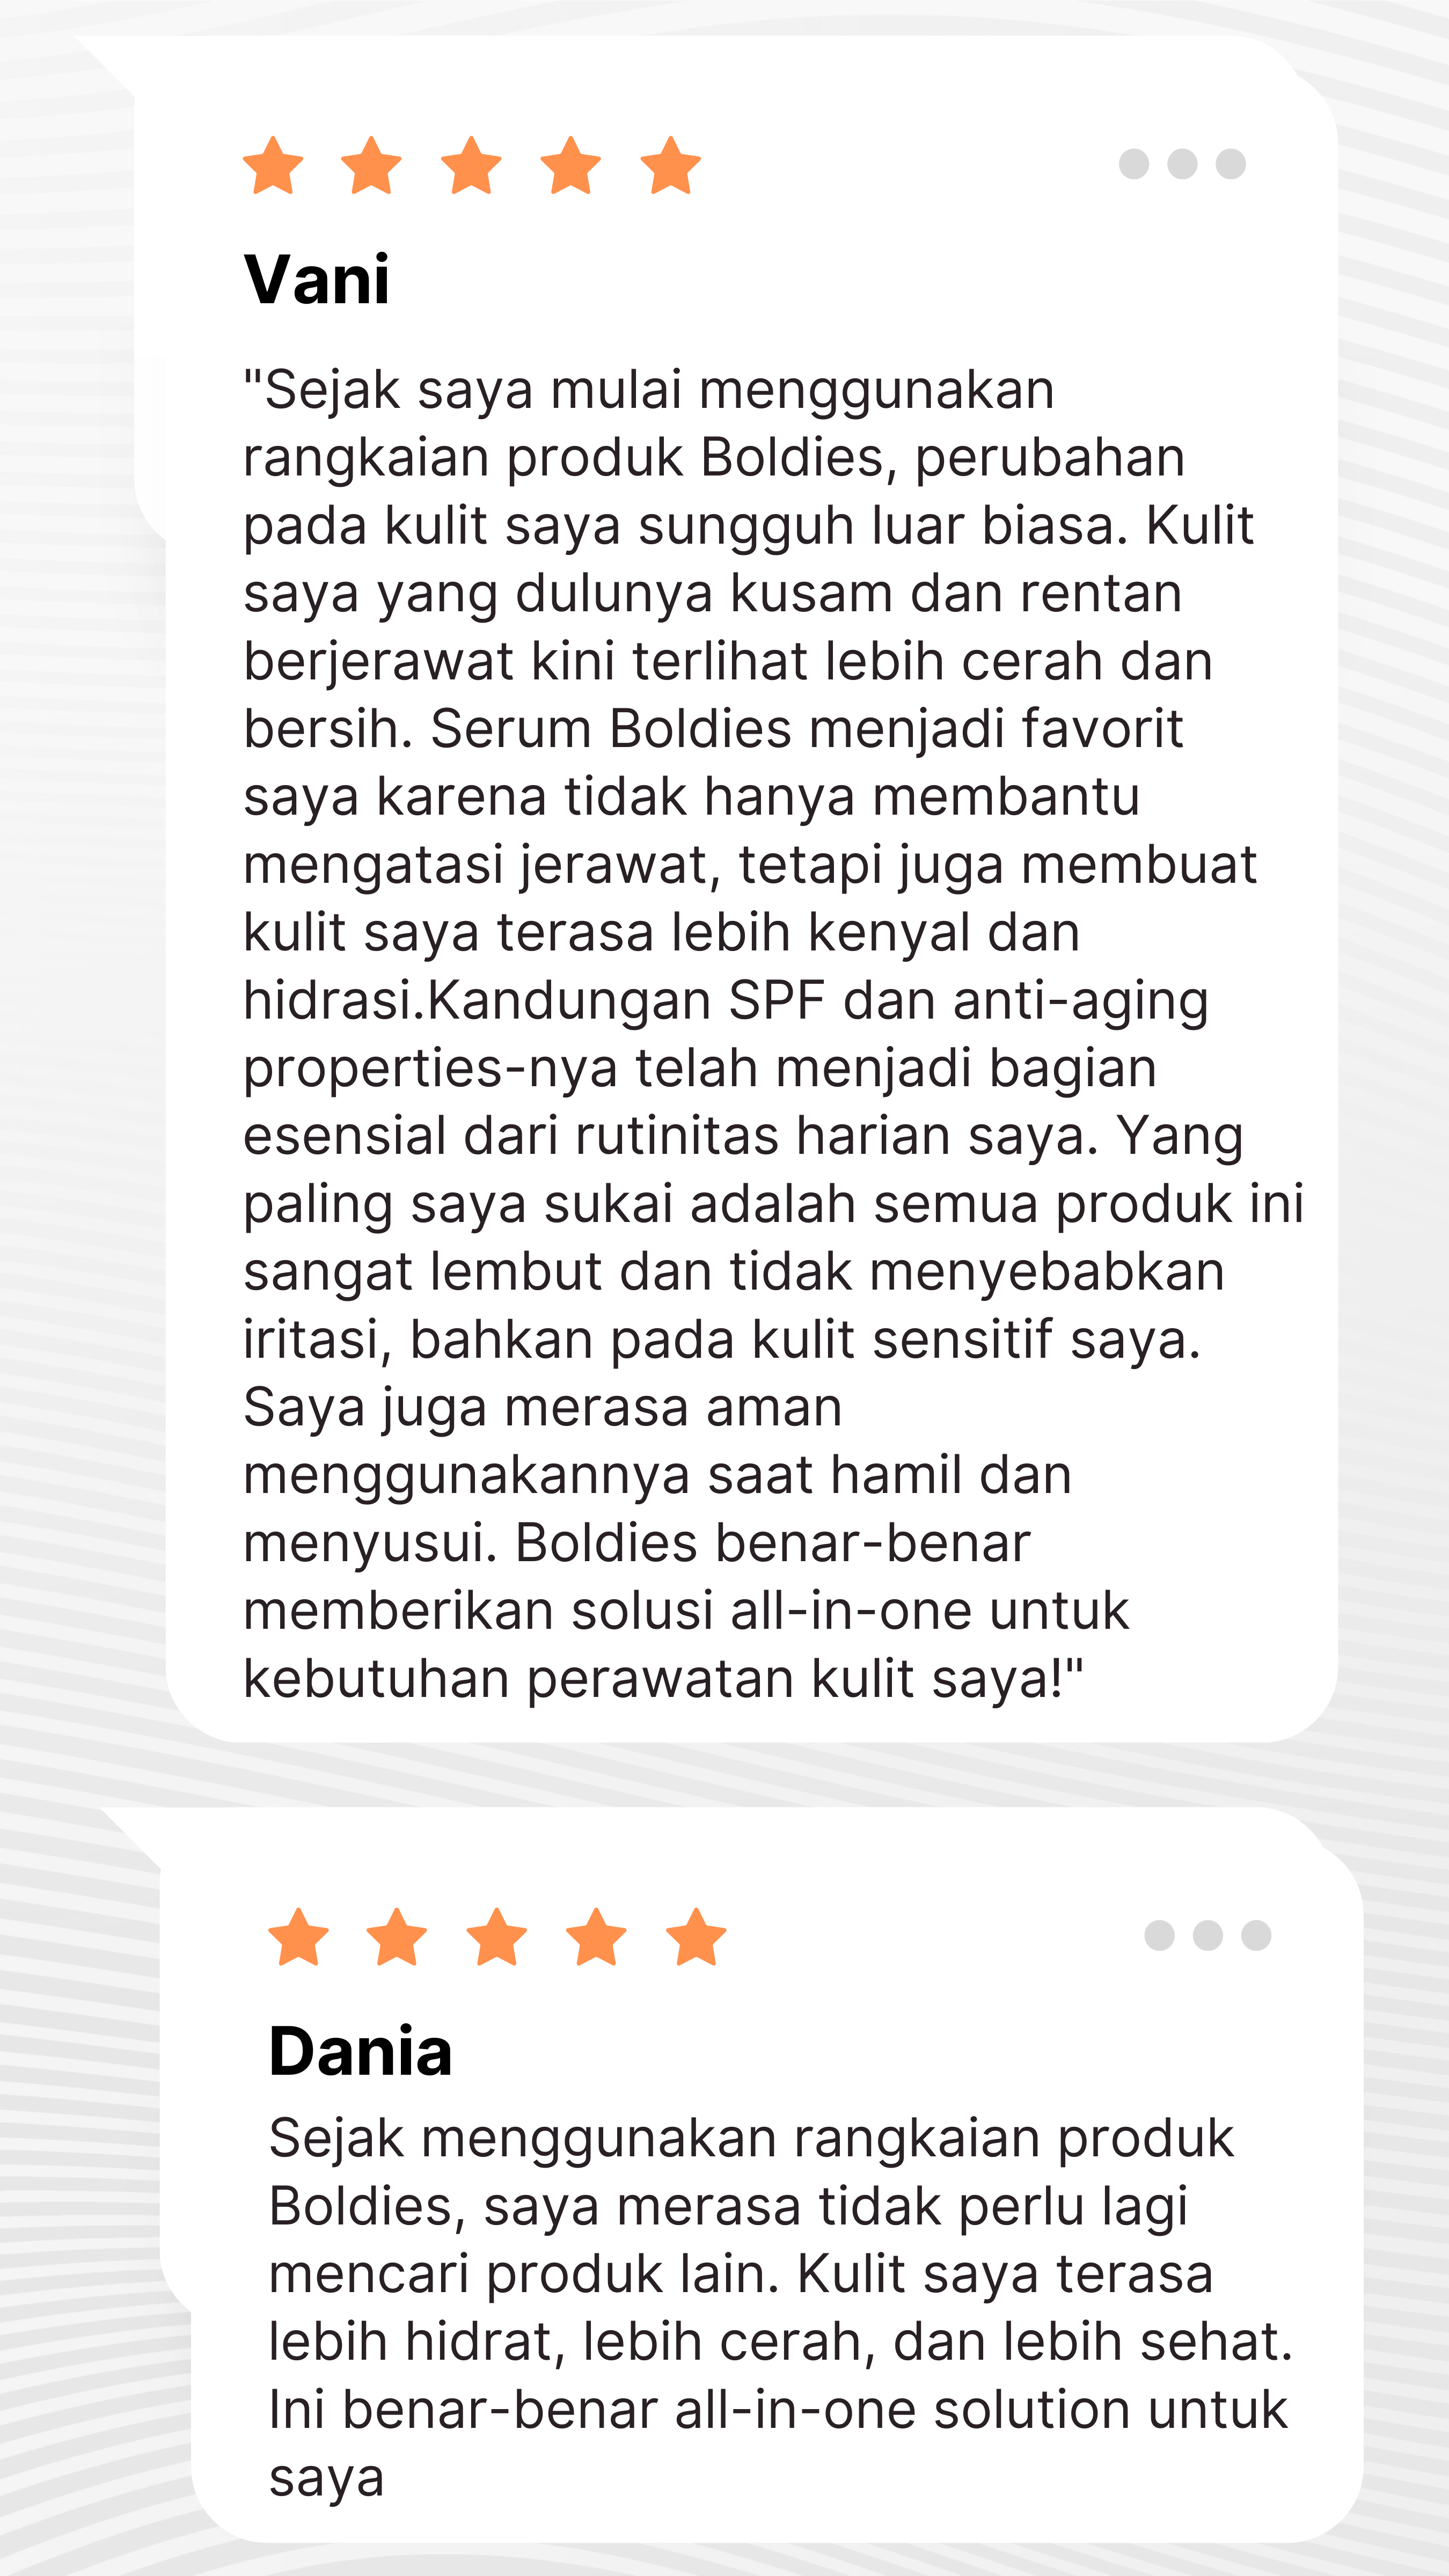 Vani
"Sejak saya mulai menggunakan
rangkaian produk Boldies, perubahan
pada kulit saya sungguh luar biasa. Kulit
saya yang dulunya kusam dan rentan
berjerawat kini terlihat lebih cerah dan
bersih. Serum Boldies menjadi favorit
saya karena tidak hanya membantu
mengatasi jerawat, tetapi juga membuat
kulit saya terasa lebih kenyal dan
hidrasi.Kandungan SPF dan anti-aging
properties-nya telah menjadi bagian
esensial dari rutinitas harian saya. Yang
paling saya sukai adalah semua produk ini
sangat lembut dan tidak menyebabkan
iritasi, bahkan pada kulit sensitif saya.
Saya juga merasa aman
menggunakannya saat hamil dan
menyusui. Boldies benar-benar
memberikan solusi all-in-one untuk
kebutuhan perawatan kulit saya!"
Dania
Sejak menggunakan rangkaian produk
Boldies, saya merasa tidak perlu lagi
mencari produk lain. Kulit saya terasa
lebih hidrat, lebih cerah, dan lebih sehat.
Ini benar-benar all-in-one solution untuk
saya